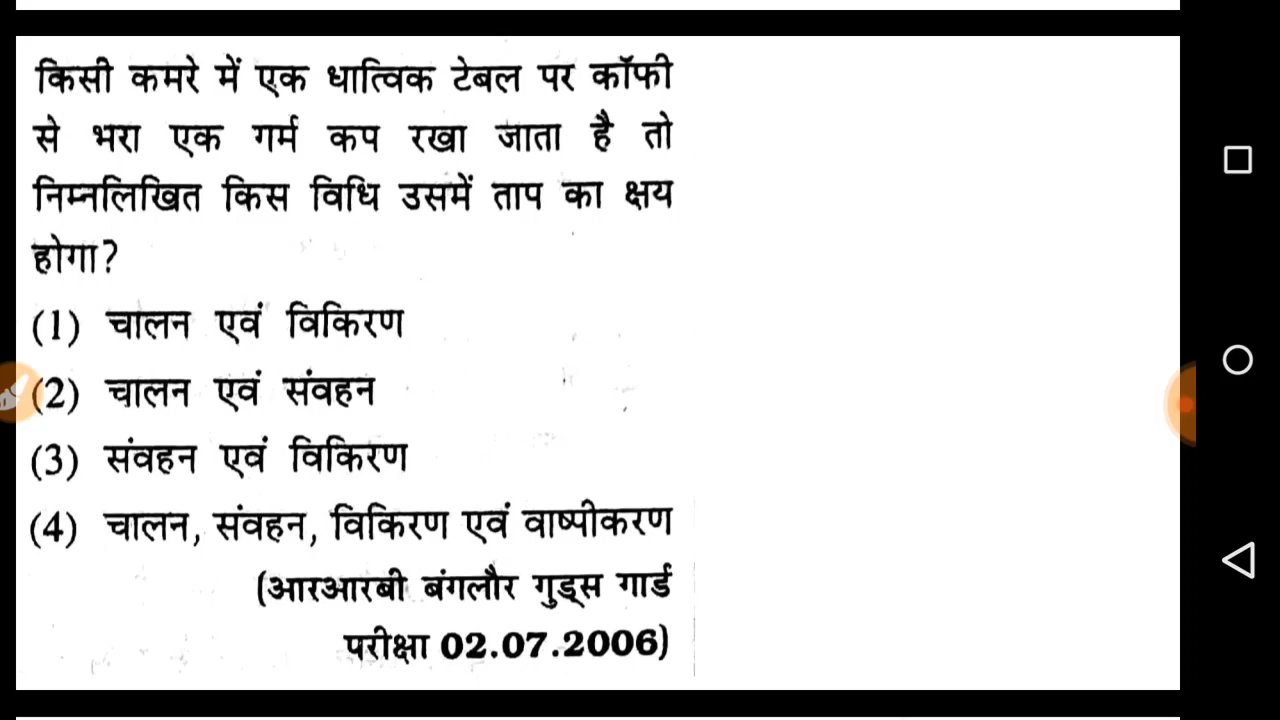 किसी कमरे में एक धात्विक टेबल पर कॉफी
से भरा एक गर्म कप रखा जाता है तो
निम्नलिखित किस विधि उसमें ताप का क्षय
होगा?
(1) चालन एवं विकिरण
(2) चालन एवं संवहन
(3) संवहन एवं विकिरण
(4) चालन, संवहन, विकिरण एवं वाष्पीकरण
(आरआरबी बंगलौर गुड्स गार्ड
परीक्षा 02.07.2006)